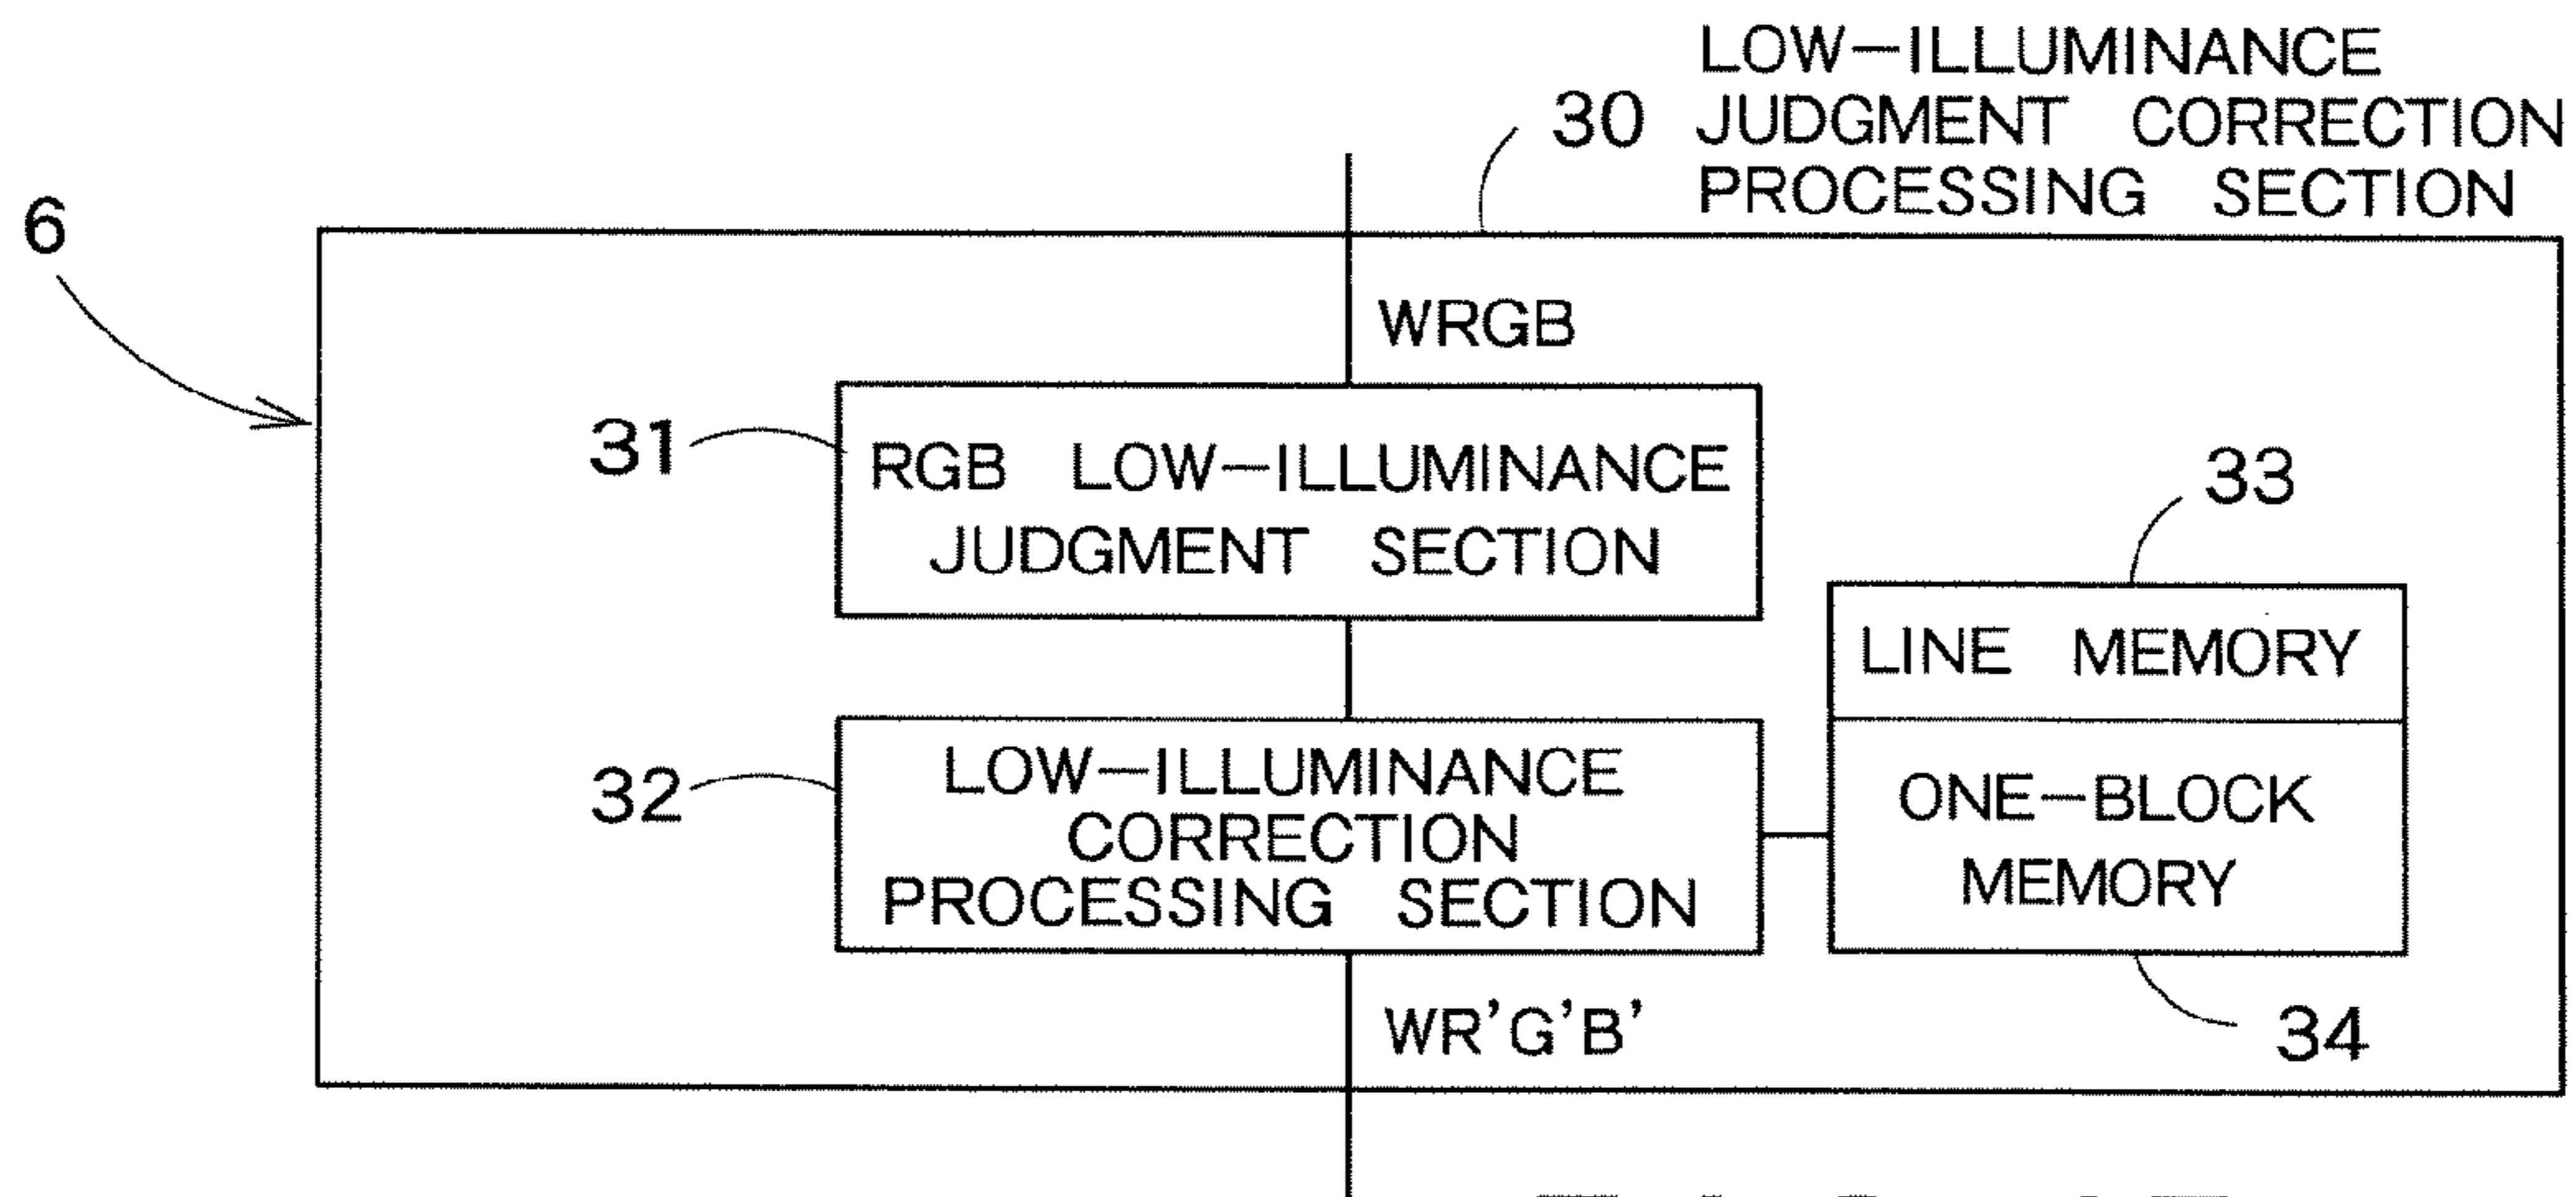 LOW-ILLUMINANCE
30 JUDGMENT CORRECTION
PROCESSING SECTION
6
WRGB
31
RGB LOW-ILLUMINANCE
JUDGMENT SECTION
33
LINE MEMORY
32
LOW-ILLUMINANCE
CORRECTION
PROCESSING SECTION
ONE-BLOCK
MEMORY
WR'G'B'
34